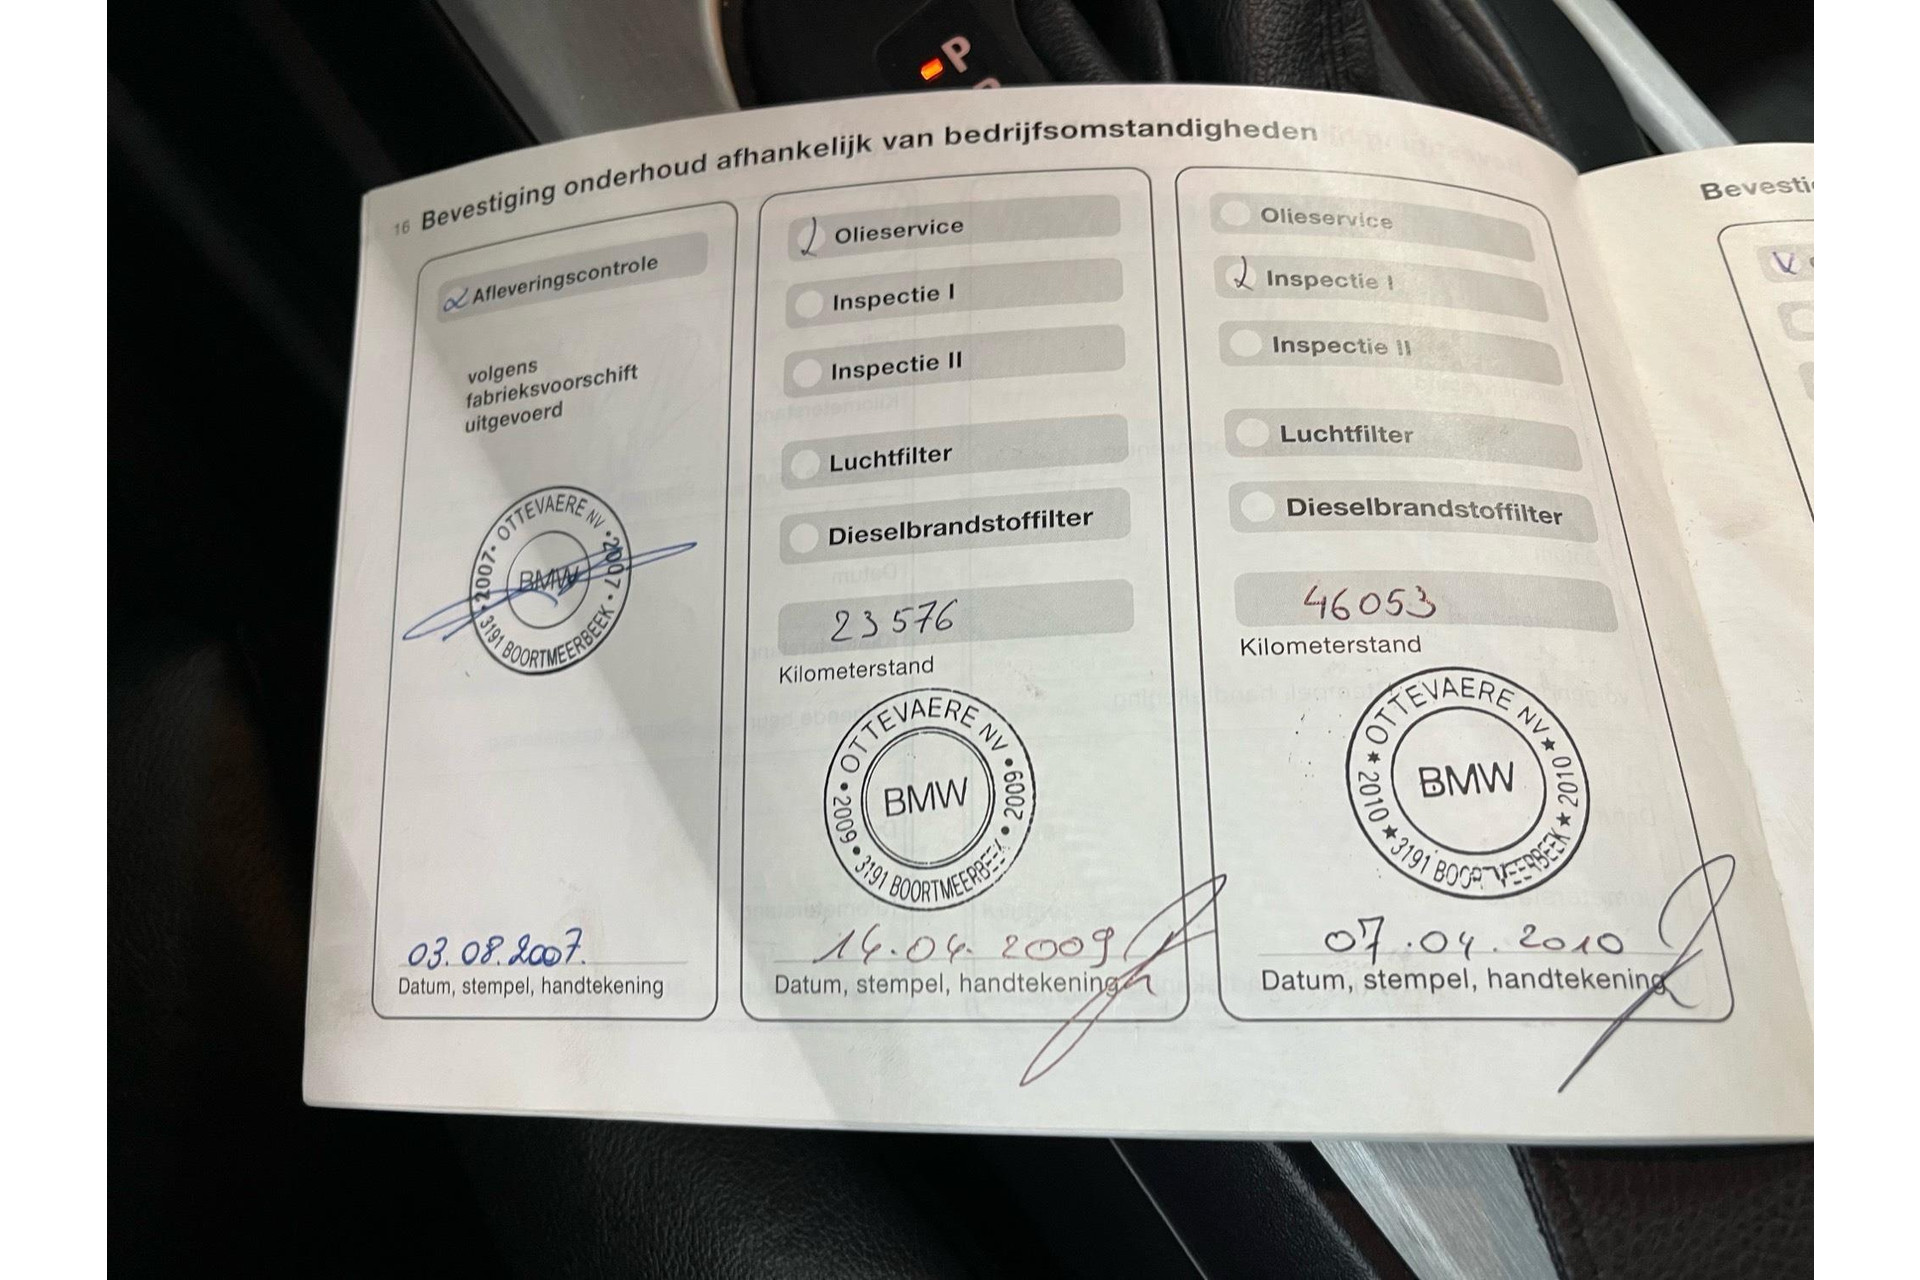 P
16 Bevestiging onderhoud afhankelijk van bedrijfsomstandigheden
Afleveringscontrole
volgens
fabrieksvoorschift
uitgevoerd
OTTEVAERE NV • 2007 • 3191 BOORTMEERBEEK • 2007 •
BMW
03.08.2007.
Datum, stempel, handtekening
Olieservice
Inspectie I
Inspectie II
Luchtfilter
Dieselbrandstoffilter
23576
Kilometerstand
OTTEVAERE NV • 2009 • 3191 BOORTMEERBEEK • 2009 •
BMW
14.04.2009
Datum, stempel, handtekening
Olieservice
Inspectie I
Inspectie II
Luchtfilter
Dieselbrandstoffilter
46053
Kilometerstand
OTTEVAERE NV ★ 2010 ★ 3191 BOORTMEERBEEK ★ 2010 ★
BMW
07.04.2010
Datum, stempel, handtekening
Bevesti